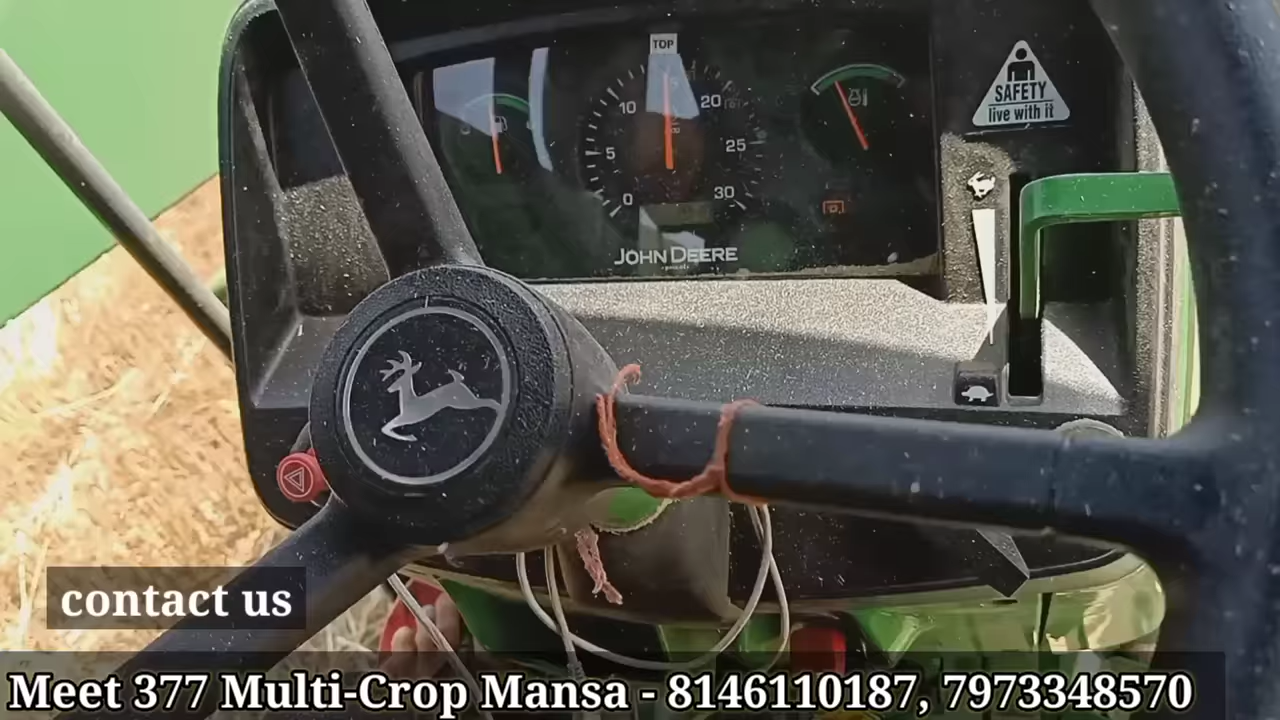 TOP
10
20
5
25
0
30
SAFETY
live with it
JOHN DEERE
contact us
Meet 377 Multi-Crop Mansa - 8146110187, 7973348570